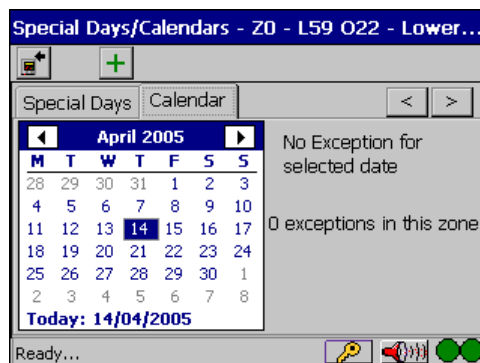 Special Days/Calendars - Z0 - L59 O22 - Lower...
Special Days Calendar < >
April 2005
M T W T F S S
28 29 30 31 1 2 3
4 5 6 7 8 9 10
11 12 13 14 15 16 17
18 19 20 21 22 23 24
25 26 27 28 29 30 1
2 3 4 5 6 7 8
Today: 14/04/2005
No Exception for
selected date
0 exceptions in this zone
Ready...